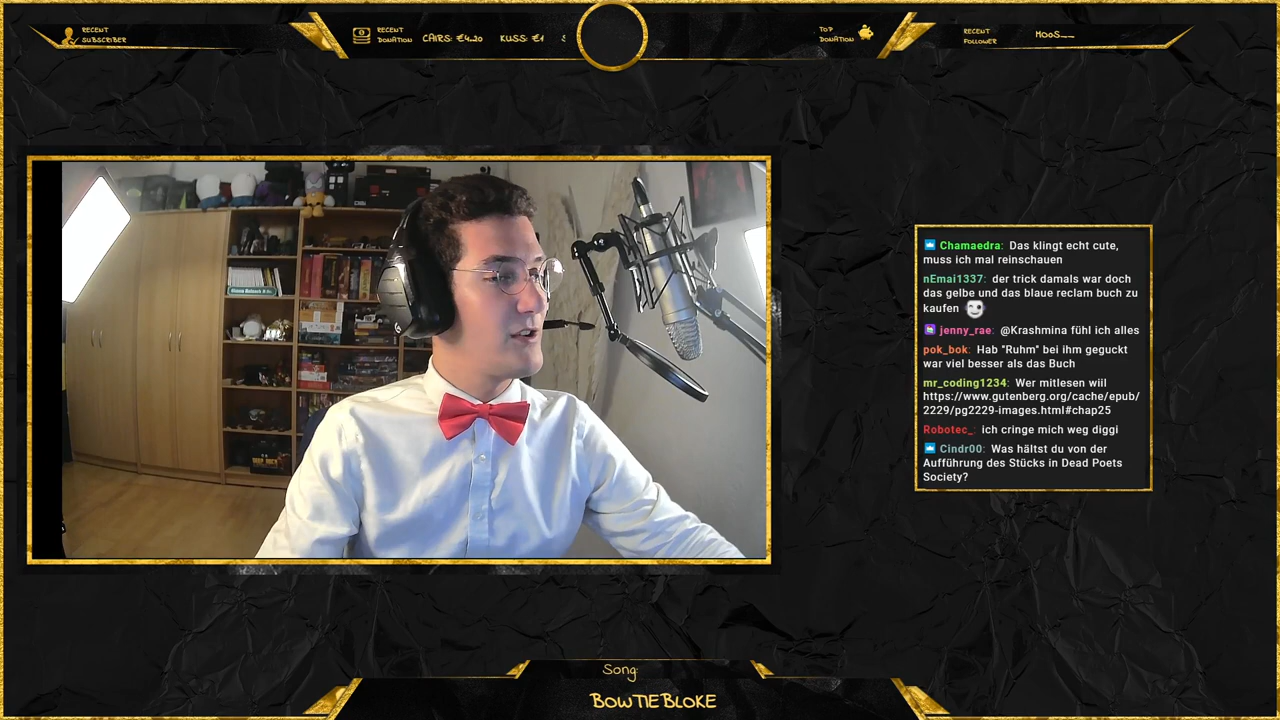 RECENT
SUBSCRIBER
RECENT
DONATION
CAIRS: €4.20 KUSS: €1
TOP
DONATION
RECENT
FOLLOWER
MOOS__
Chamaedra: Das klingt echt cute,
muss ich mal reinschauen
nEmai1337: der trick damals war doch
das gelbe und das blaue reclam buch zu
kaufen
jenny_rae: @Krashmina fühl ich alles
pok_bok: Hab "Ruhm" bei ihm geguckt
war viel besser als das Buch
mr_coding1234: Wer mitlesen wiil
https://www.gutenberg.org/cache/epub/
2229/pg2229-images.html#chap25
Robotec_: ich cringe mich weg diggi
Cindr00: Was hältst du von der
Aufführung des Stücks in Dead Poets
Society?
Song:
BOWTIEBLOKE